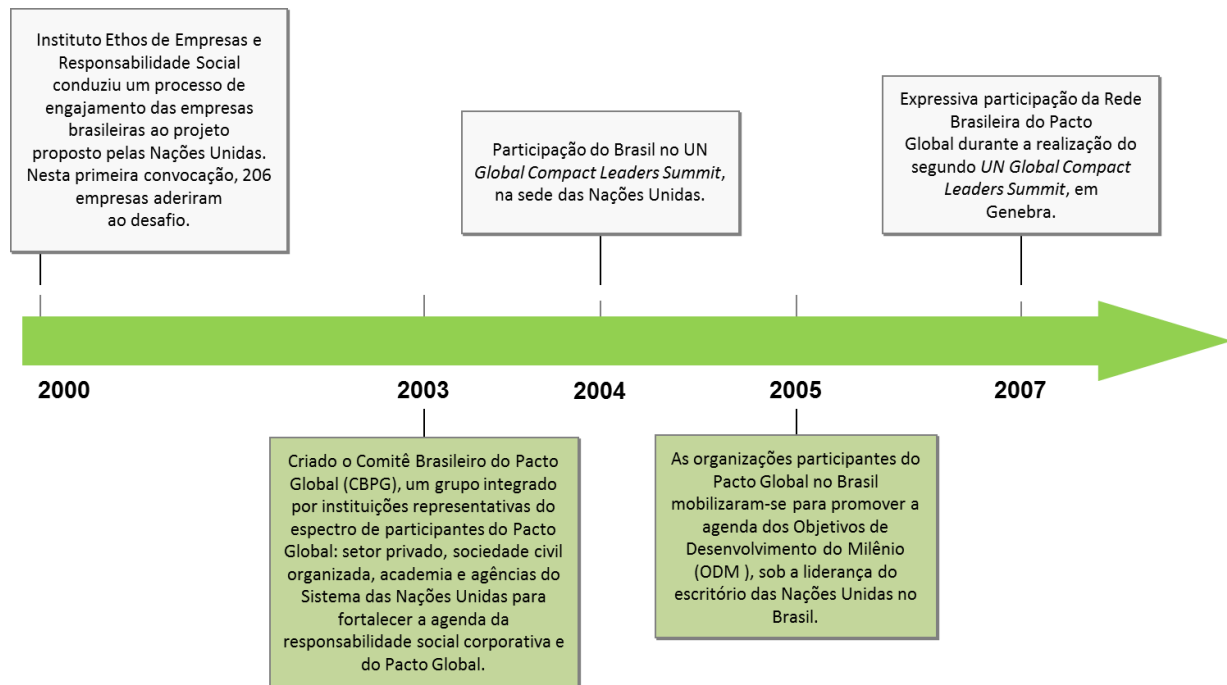 Instituto Ethos de Empresas e
Responsabilidade Social
conduziu um processo de
engajamento das empresas
brasileiras ao projeto
proposto pelas Nações Unidas.
Nesta primeira convocação, 206
empresas aderiram
ao desafio.
Participação do Brasil no UN
Global Compact Leaders Summit,
na sede das Nações Unidas.
Expressiva participação da Rede
Brasileira do Pacto
Global durante a realização do
segundo UN Global Compact
Leaders Summit, em
Genebra.
2000
2003
2004
2005
2007
Criado o Comitê Brasileiro do Pacto
Global (CBPG), um grupo integrado
por instituições representativas do
espectro de participantes do Pacto
Global: setor privado, sociedade civil
organizada, academia e agências do
Sistema das Nações Unidas para
fortalecer a agenda da
responsabilidade social corporativa e
do Pacto Global.
As organizações participantes do
Pacto Global no Brasil
mobilizaram-se para promover a
agenda dos Objetivos de
Desenvolvimento do Milênio
(ODM ), sob a liderança do
escritório das Nações Unidas no
Brasil.